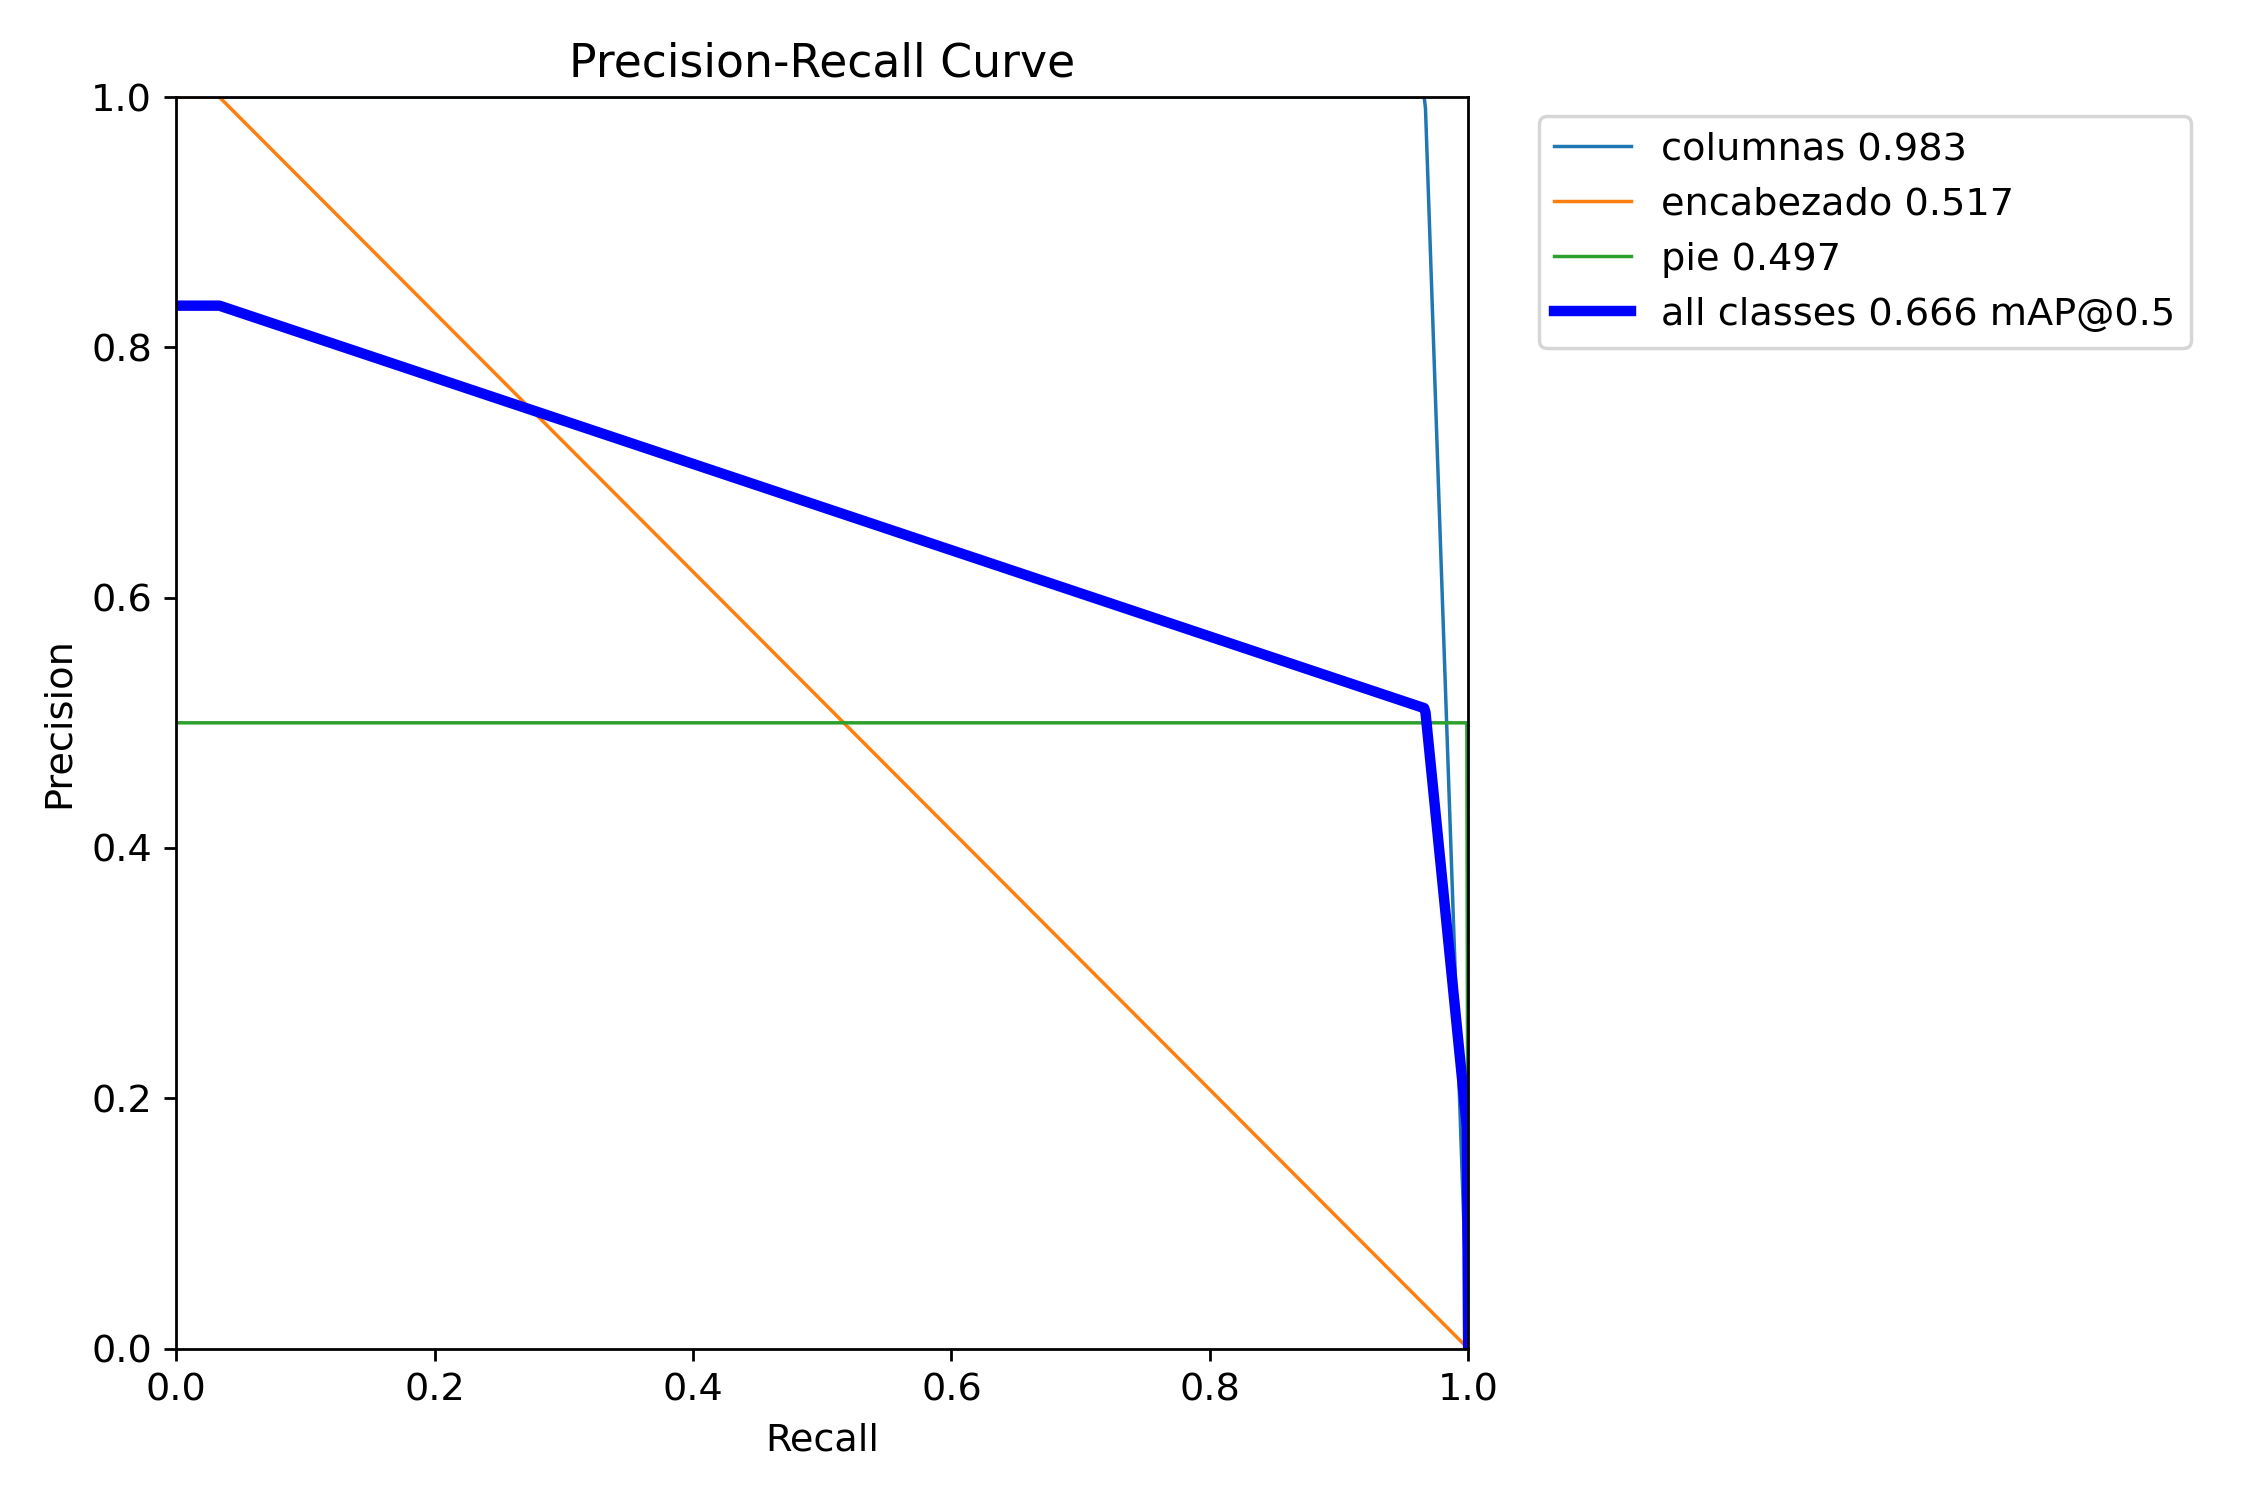 Precision-Recall Curve
1.0
0.8
0.6
0.4
0.2
0.0
Precision
0.0 0.2 0.4 0.6 0.8 1.0
Recall
columnas 0.983
encabezado 0.517
pie 0.497
all classes 0.666 mAP@0.5